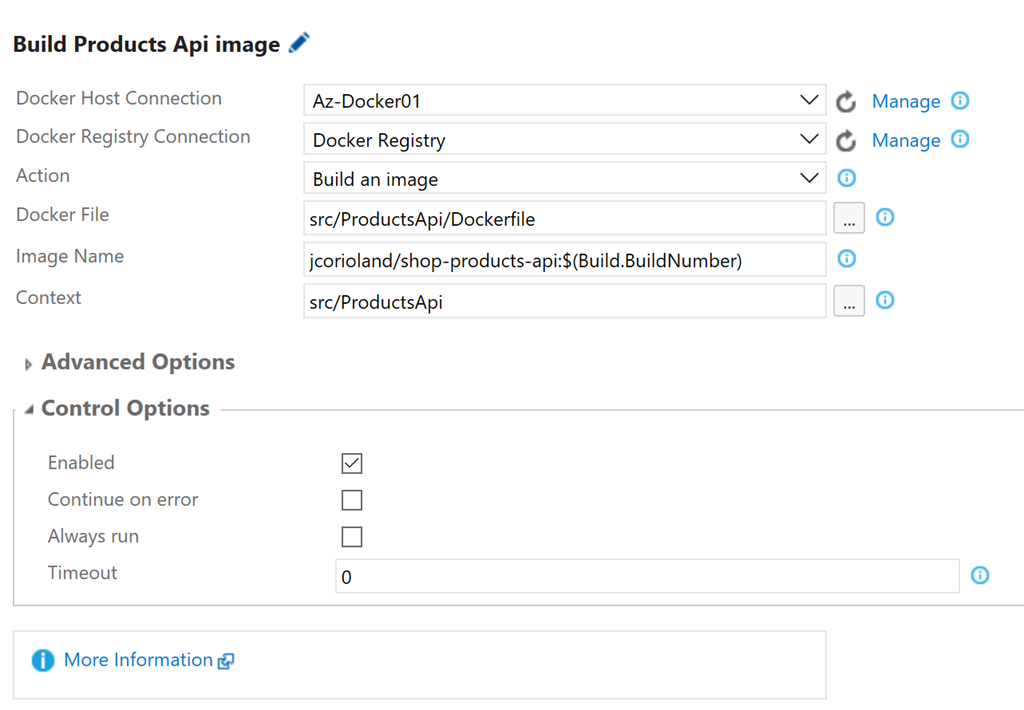 Build Products Api image
Docker Host Connection Az-Docker01 Manage
Docker Registry Connection Docker Registry Manage
Action Build an image
Docker File src/ProductsApi/Dockerfile ...
Image Name jcorioland/shop-products-api:$(Build.BuildNumber)
Context src/ProductsApi ...
Advanced Options
Control Options
Enabled
Continue on error
Always run
Timeout 0
More Information